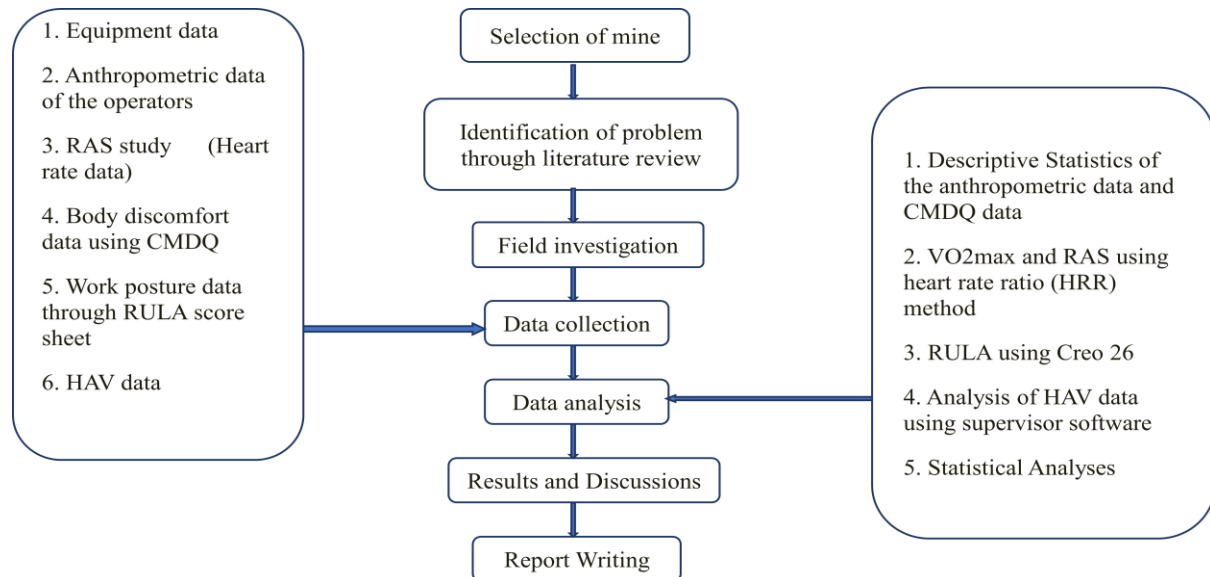 1. Equipment data
2. Anthropometric data
of the operators
3. RAS study (Heart
rate data)
4. Body discomfort
data using CMDQ
5. Work posture data
through RULA score
sheet
6. HAV data
Selection of mine
Identification of problem
through literature review
Field investigation
Data collection
Data analysis
Results and Discussions
Report Writing
1. Descriptive Statistics of
the anthropometric data and
CMDQ data
2. VO2max and RAS using
heart rate ratio (HRR)
method
3. RULA using Creo 26
4. Analysis of HAV data
using supervisor software
5. Statistical Analyses